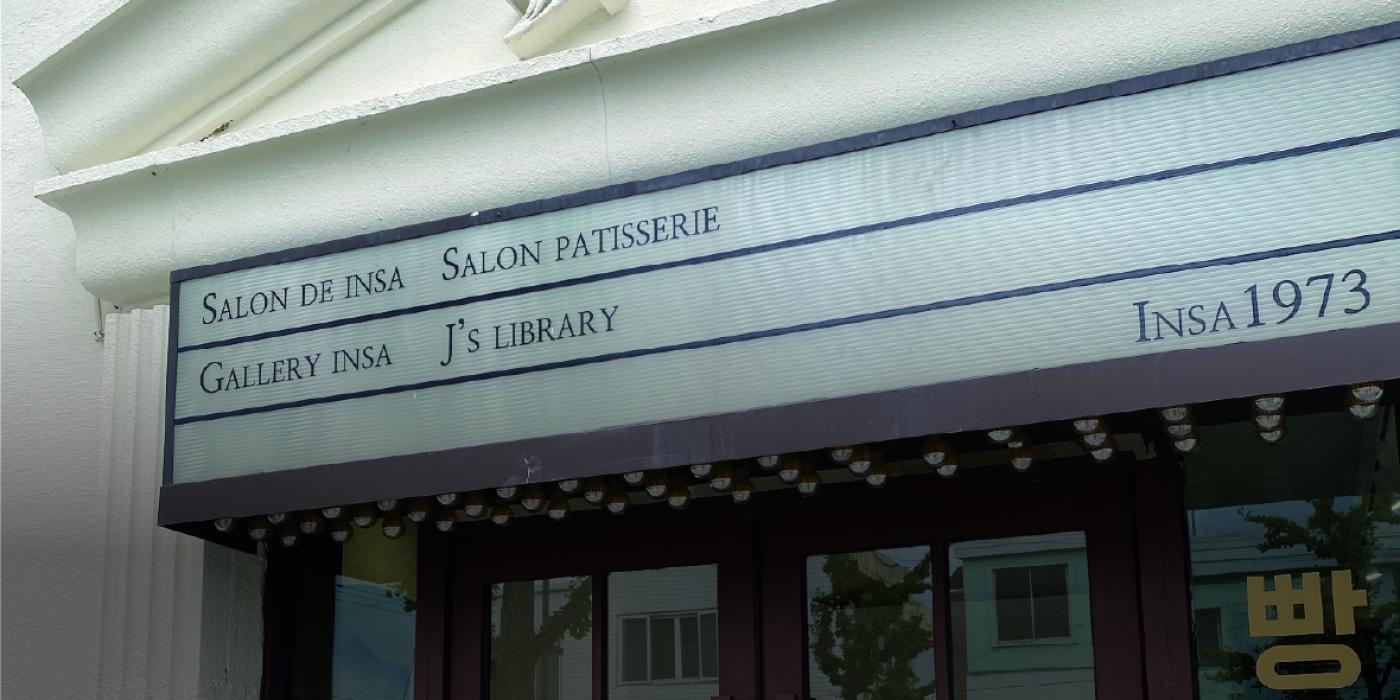 SALON DE INSA SALON PATISSERIE
GALLERY INSA J'S LIBRARY
INSA1973
빵